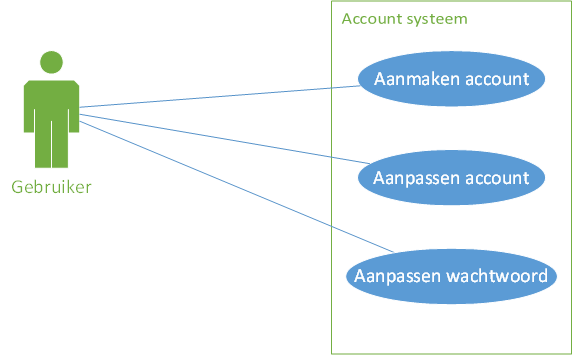 Account systeem
Aanmaken account
Aanpassen account
Gebruiker
Aanpassen wachtwoord